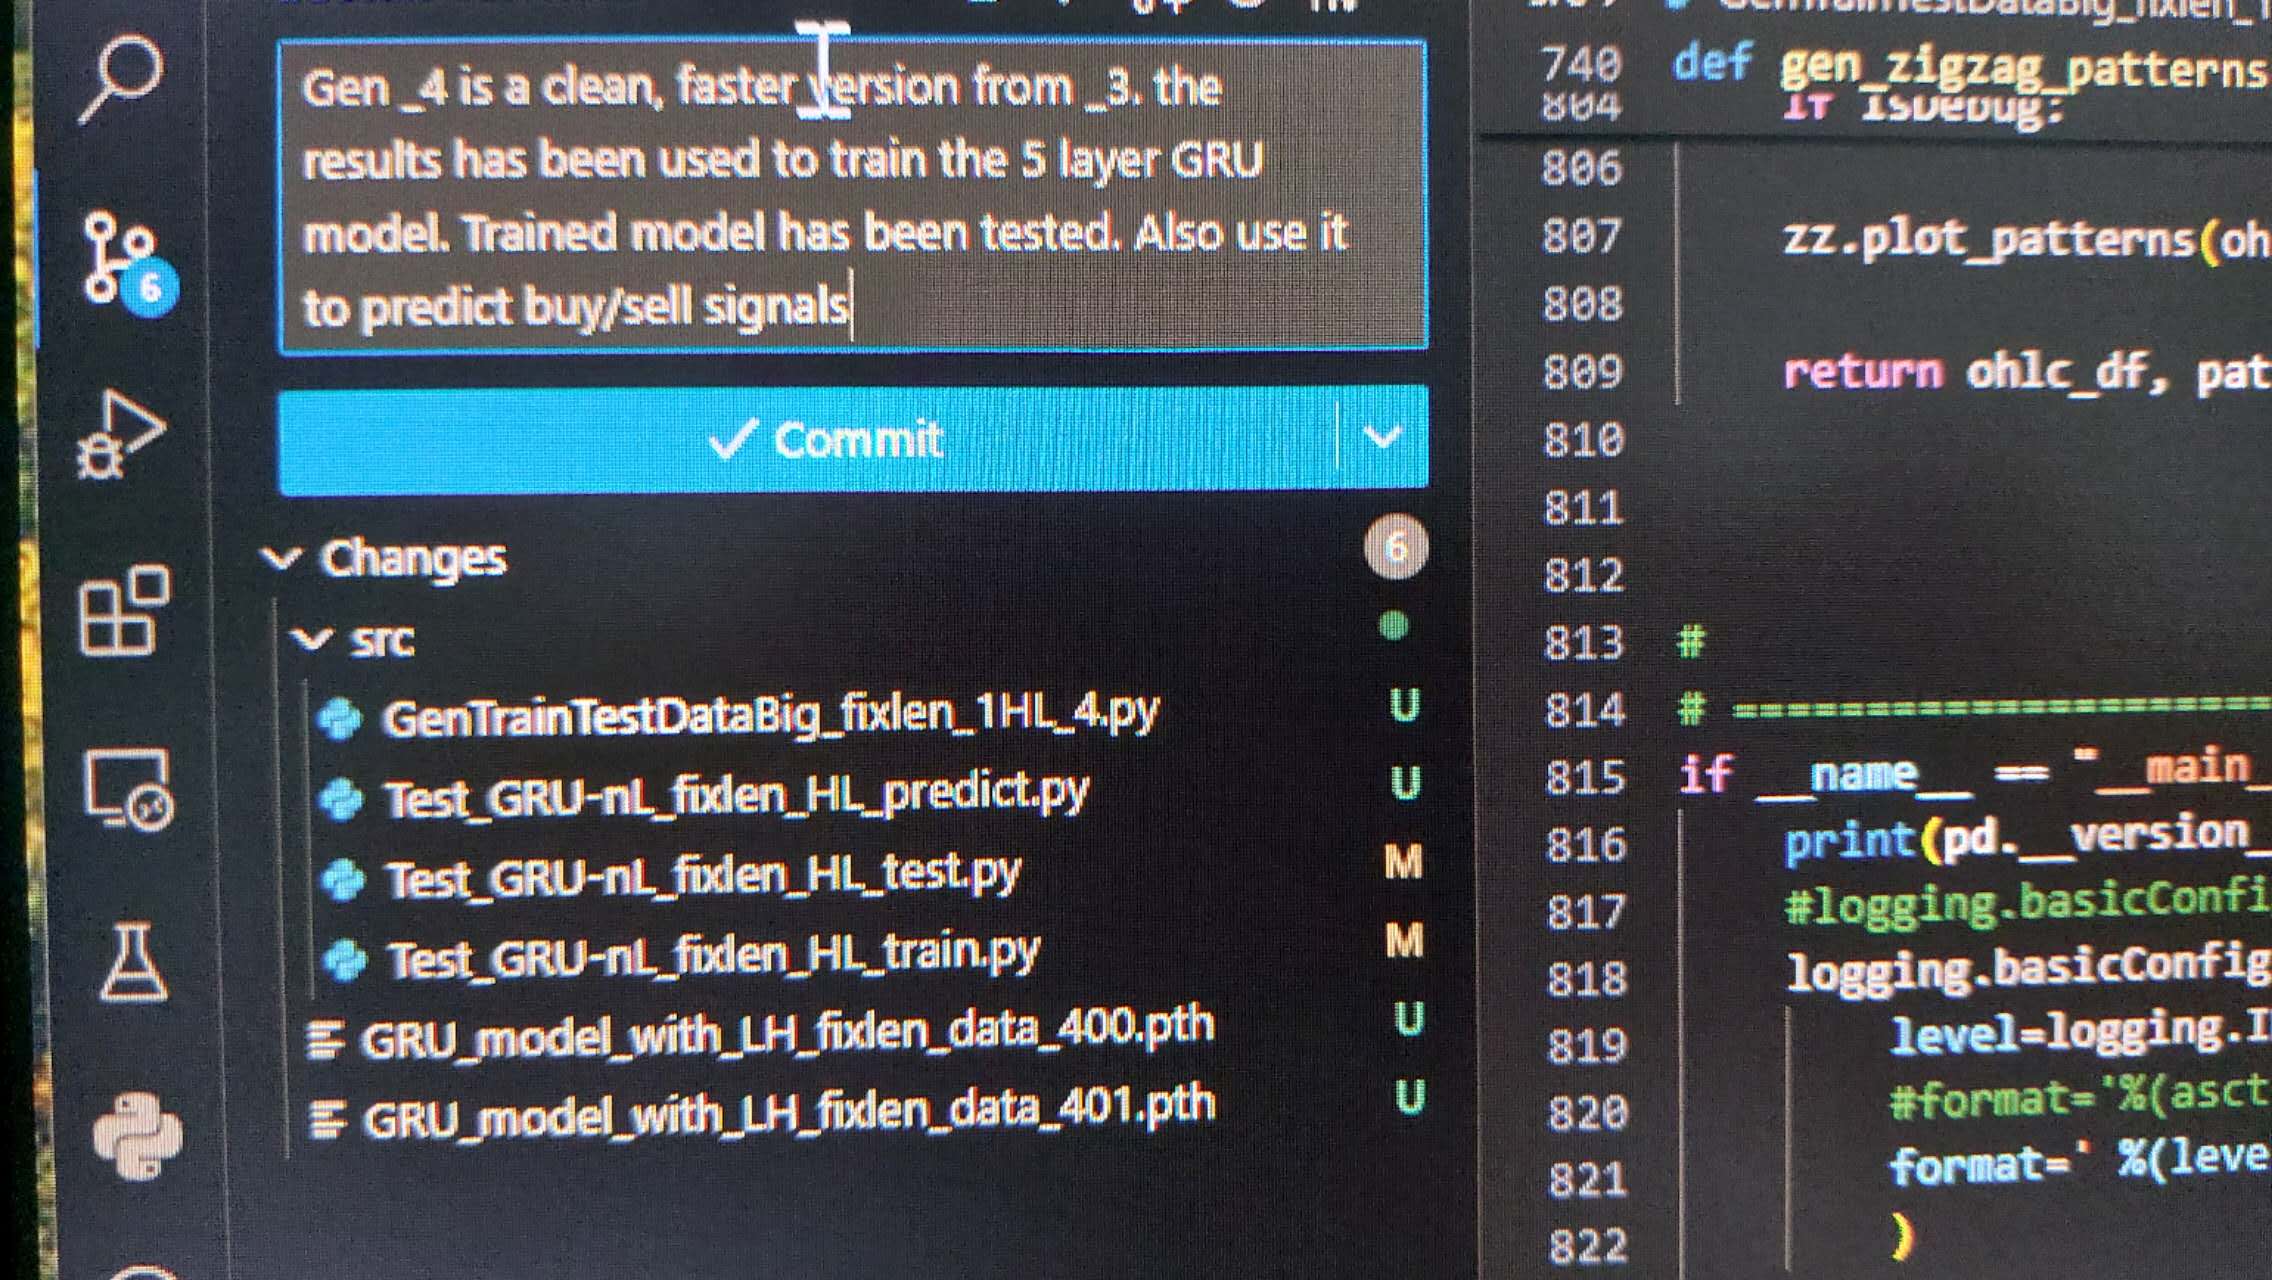 Gen _4 is a clean, faster version from _3. the
results has been used to train the 5 layer GRU
model. Trained model has been tested. Also use it
to predict buy/sell signals
Commit
Changes
6
src
GenTrainTestDataBig_fixlen_1HL_4.py U
Test_GRU-nL_fixlen_HL_predict.py U
Test_GRU-nL_fixlen_HL_test.py M
Test_GRU-nL_fixlen_HL_train.py M
GRU_model_with_LH_fixlen_data_400.pth U
GRU_model_with_LH_fixlen_data_401.pth U
6
740 def gen_zigzag_patterns
804 if isDebug:
806
807 zz.plot_patterns(oh
808
809 return ohlc_df, pat
810
811
812
813 #
814 # ==============================
815 if __name__ == "__main_
816 print(pd.__version_
817 #logging.basicConfi
818 logging.basicConfig
819 level=logging.I
820 #format='%(asct
821 format=' %(leve
822 )